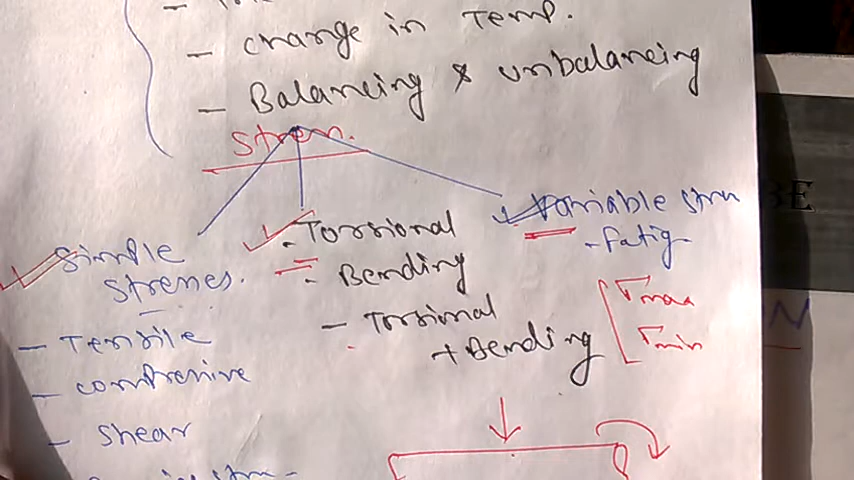 - change in Temp.
- Balancing & unbalancing
Stress.
Simple
stresses.
- Tensile
- compressive
- Shear
- Torsional
- Bending
- Torsional
+ Bending
Variable stress
- fatig-
σmax
σmin
BE
N